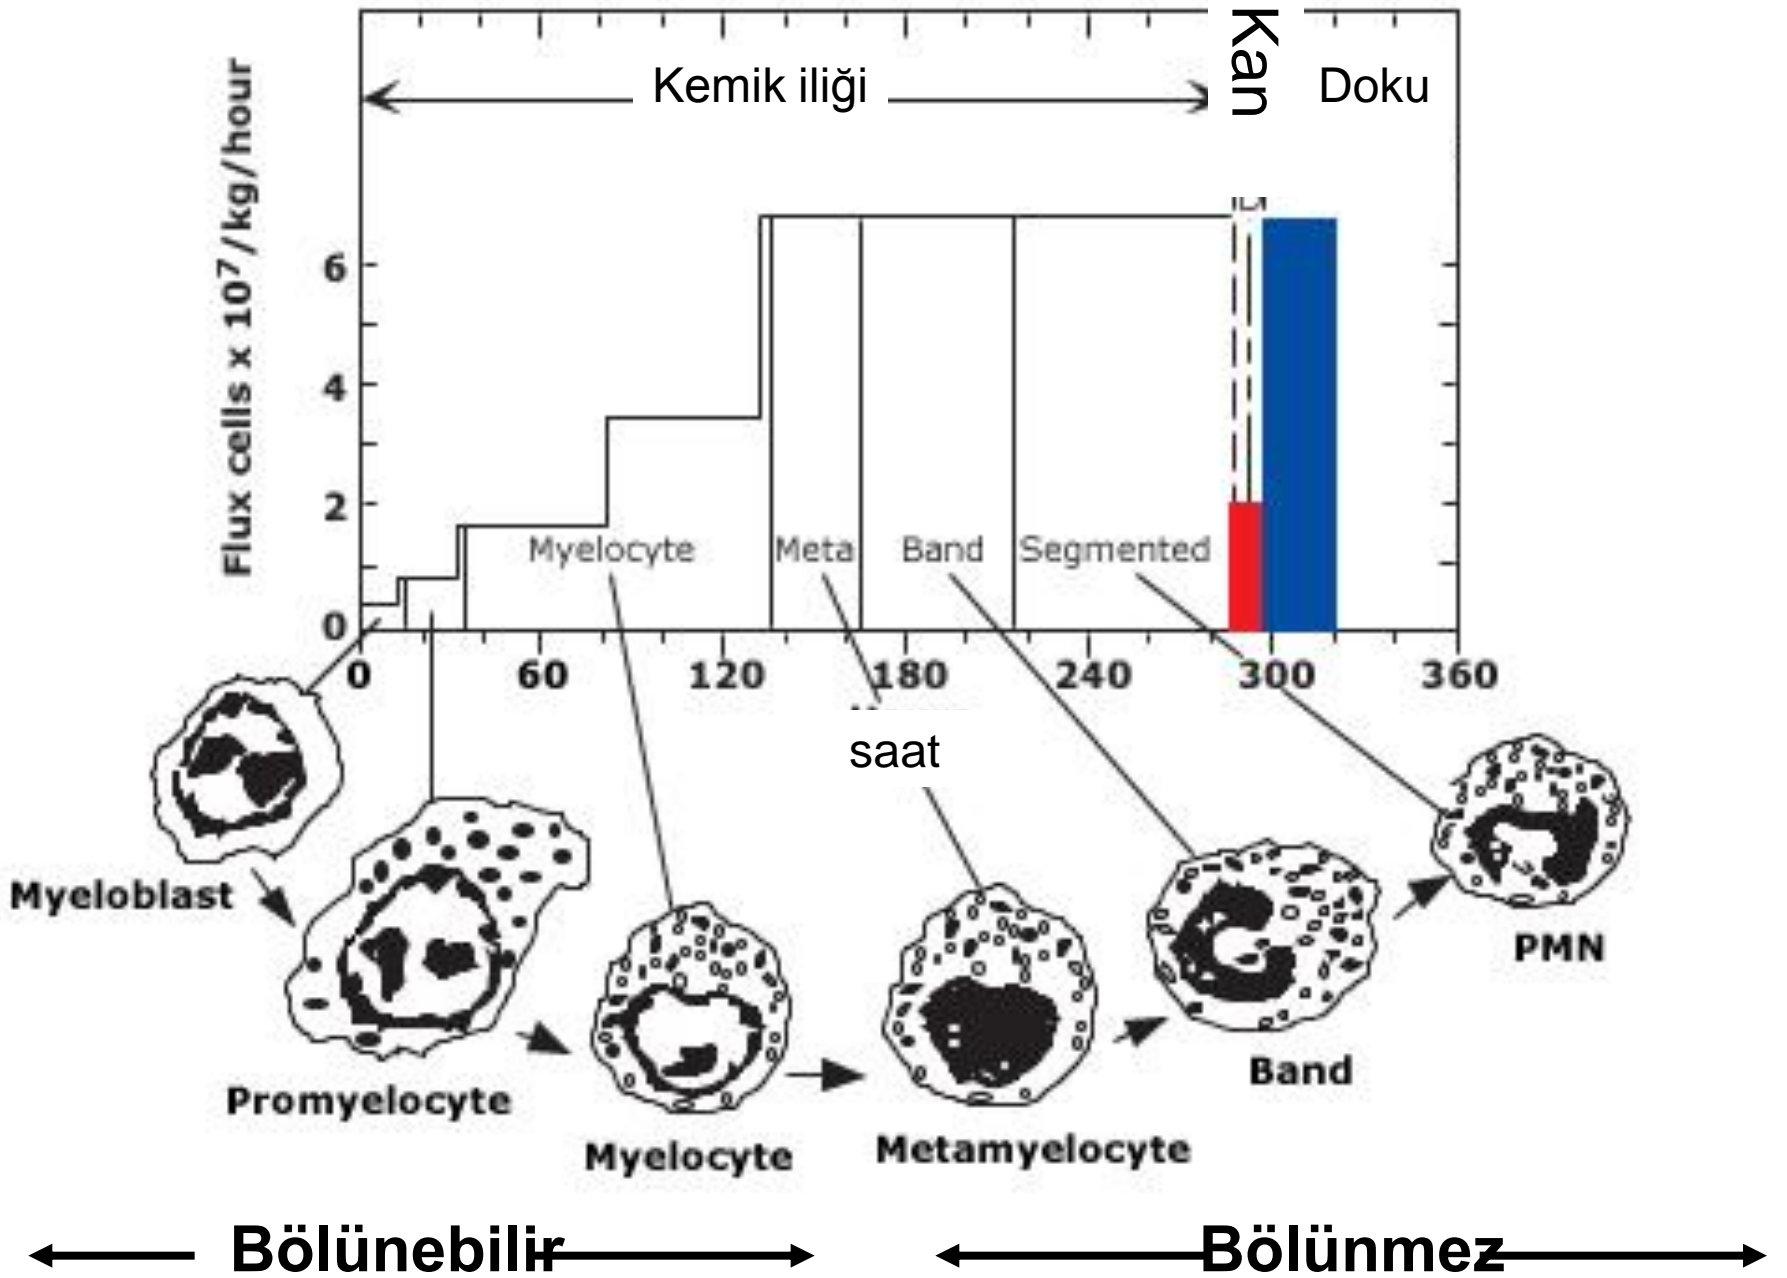 Kemik iliği
Kan
Doku
Flux cells x 10⁷/kg/hour
6
4
2
0
Myelocyte
Meta
Band
Segmented
0 60 120 180 240 300 360
saat
Myeloblast
Promyelocyte
Myelocyte
Metamyelocyte
Band
PMN
Bölünebilir
Bölünmez